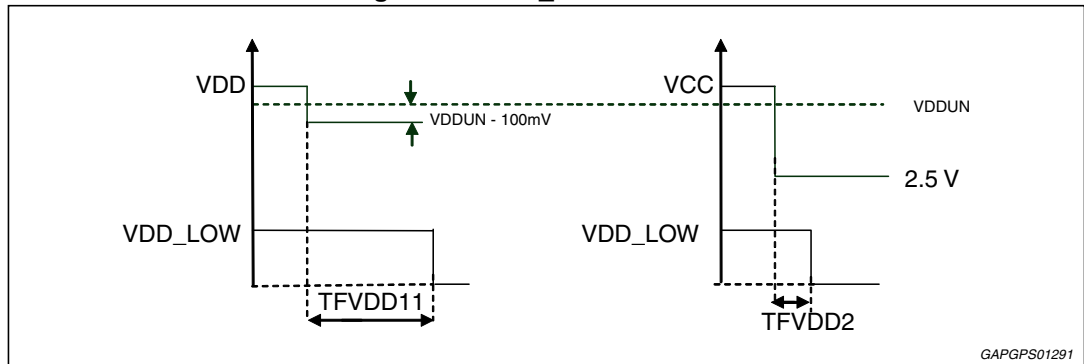 VDD
VDDUN - 100mV
VDD_LOW
TFVDD11
VCC
VDDUN
2.5 V
VDD_LOW
TFVDD2
GAPGPS01291